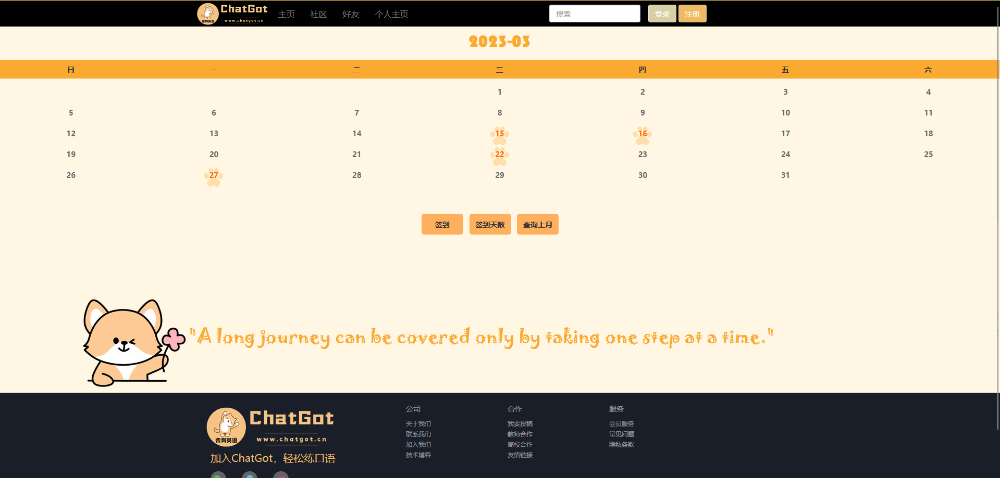 柴狗英语
ChatGot
www.chatgot.cn
主页 社区 好友 个人主页 搜索 登录 注册
2023-03
日 一 二 三 四 五 六
1 2 3 4
5 6 7 8 9 10 11
12 13 14 15 16 17 18
19 20 21 22 23 24 25
26 27 28 29 30 31
签到 签到天数 查询上月
"A long journey can be covered only by taking one step at a time."
柴狗英语
ChatGot
www.chatgot.cn
加入ChatGot，轻松练口语
公司
关于我们
联系我们
加入我们
技术博客
合作
我要投稿
教师合作
高校合作
友情链接
服务
会员服务
常见问题
隐私条款